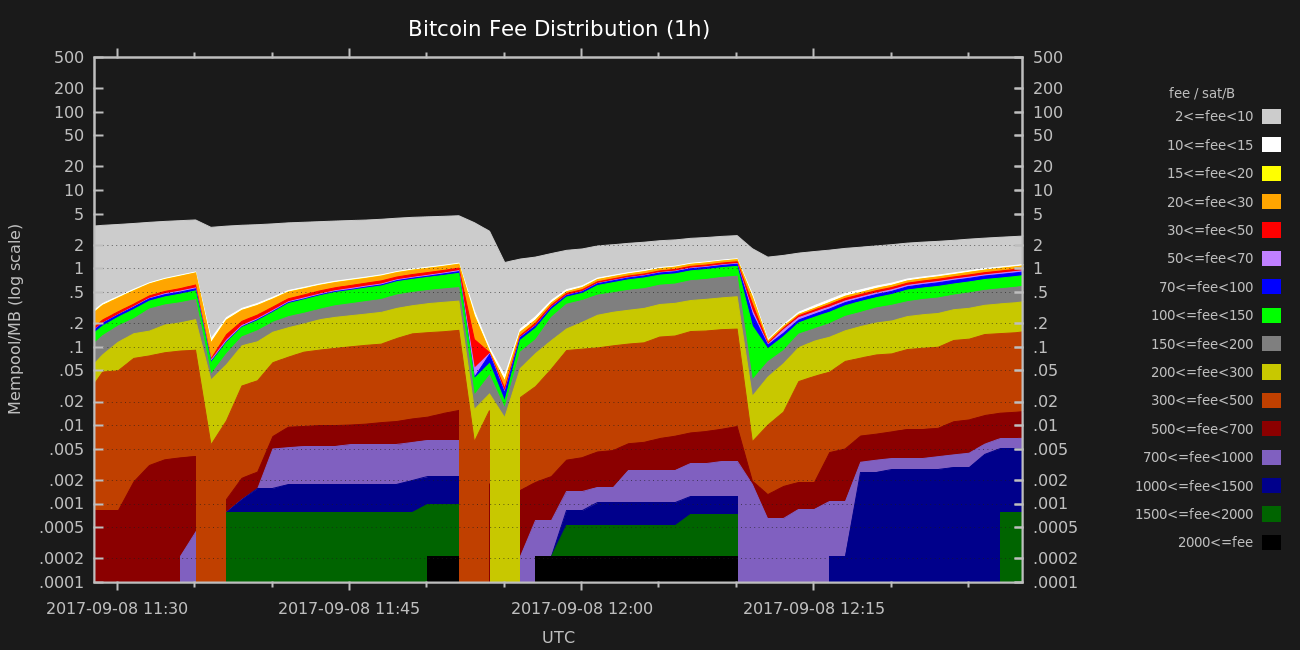 Bitcoin Fee Distribution (1h)
500 500
200 200
100 100
50 50
20 20
10 10
5 5
2 2
1 1
.5 .5
.2 .2
.1 .1
.05 .05
.02 .02
.01 .01
.005 .005
.002 .002
.001 .001
.0005 .0005
.0002 .0002
.0001 .0001
Mempool/MB (log scale)
2017-09-08 11:30 2017-09-08 11:45 2017-09-08 12:00 2017-09-08 12:15
UTC
fee / sat/B
2<=fee<10
10<=fee<15
15<=fee<20
20<=fee<30
30<=fee<50
50<=fee<70
70<=fee<100
100<=fee<150
150<=fee<200
200<=fee<300
300<=fee<500
500<=fee<700
700<=fee<1000
1000<=fee<1500
1500<=fee<2000
2000<=fee